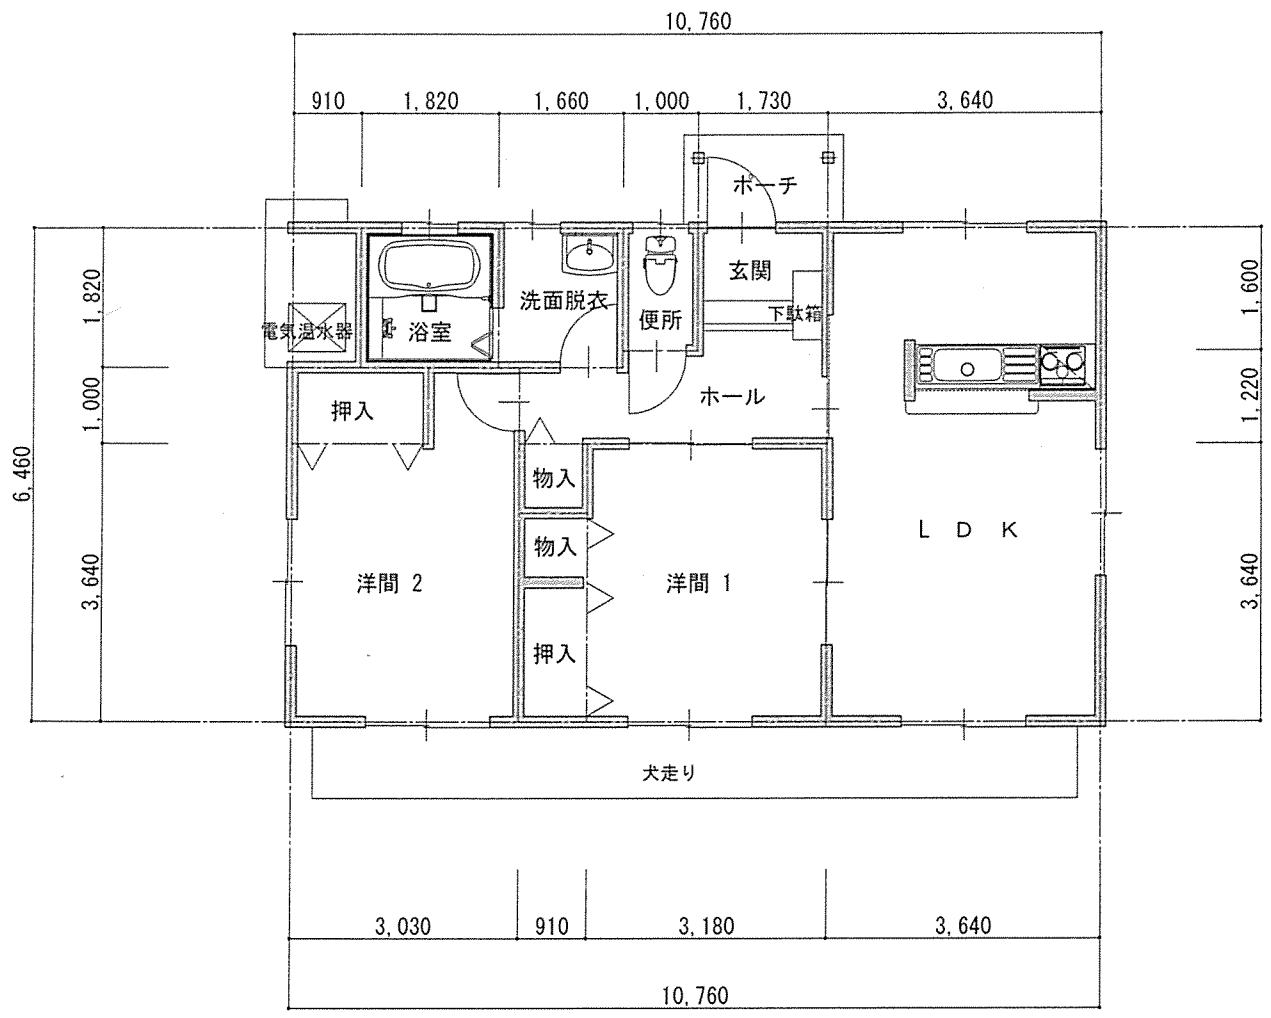 10,760
910
1,820
1,660
1,000
1,730
3,640
ポーチ
玄関
洗面脱衣
便所
下駄箱
電気温水器
浴室
1,820
1,600
ホール
押入
1,000
1,220
6,460
物入
物入
LDK
洋間 2
洋間 1
3,640
3,640
押入
犬走り
3,030
910
3,180
3,640
10,760